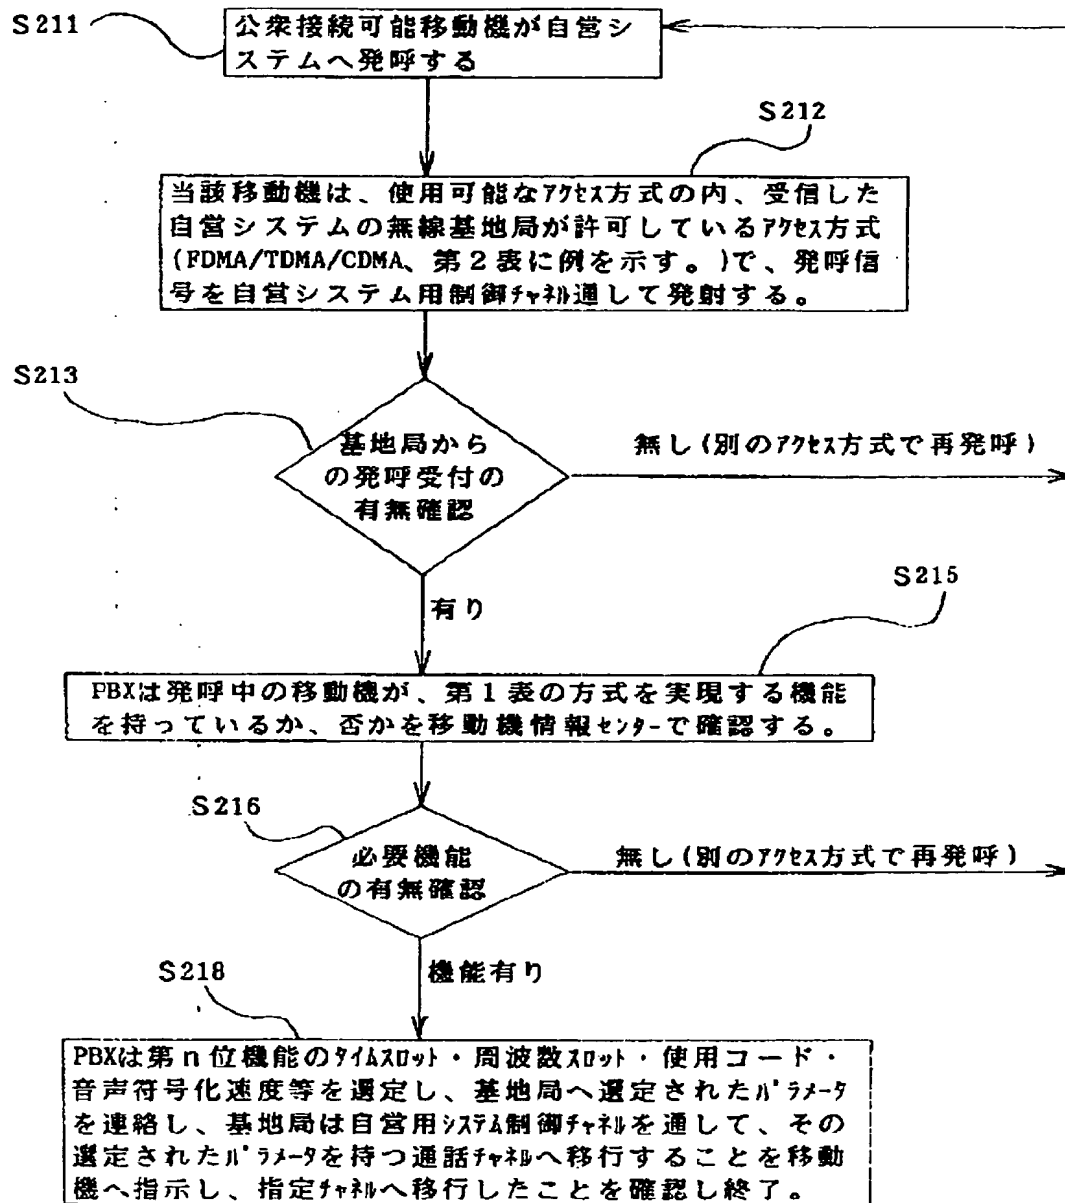 S211
公衆接続可能移動機が自営シ
ステムへ発呼する
S212
当該移動機は、使用可能なｱｸｾｽ方式の内、受信した
自営システムの無線基地局が許可しているｱｸｾｽ方式
(FDMA/TDMA/CDMA、第２表に例を示す。)で、発呼信
号を自営システム用制御ﾁｬﾈﾙ通して発射する。
S213
基地局から
の発呼受付の
有無確認
無し(別のｱｸｾｽ方式で再発呼)
有り
S215
PBXは発呼中の移動機が、第１表の方式を実現する機能
を持っているか、否かを移動機情報ｾﾝﾀｰで確認する。
S216
必要機能
の有無確認
無し(別のｱｸｾｽ方式で再発呼)
機能有り
S218
PBXは第ｎ位機能のﾀｲﾑｽﾛｯﾄ・周波数ｽﾛｯﾄ・使用コード・
音声符号化速度等を選定し、基地局へ選定されたﾊﾟﾗﾒｰﾀ
を連絡し、基地局は自営用ｼｽﾃﾑ制御ﾁｬﾈﾙを通して、その
選定されたﾊﾟﾗﾒｰﾀを持つ通話ﾁｬﾈﾙへ移行することを移動
機へ指示し、指定ﾁｬﾈﾙへ移行したことを確認し終了。